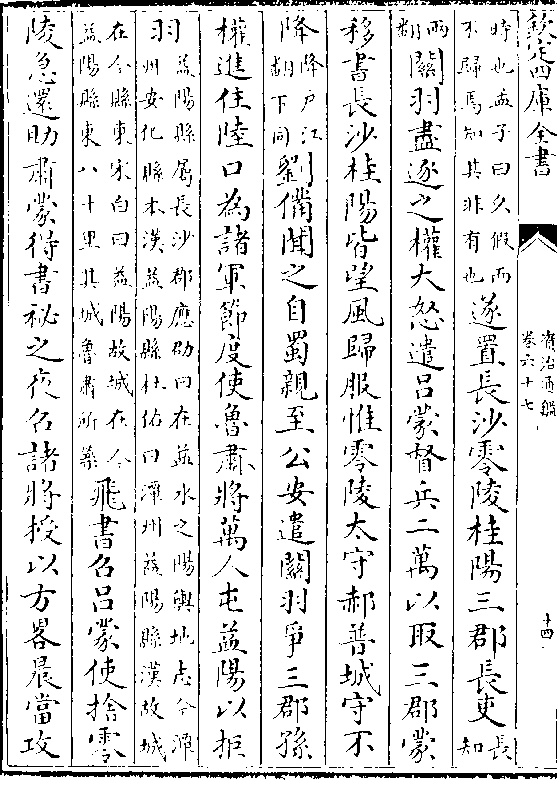 欽定四庫全書
資治通鑑
卷六十七
十四
時也孟子曰久假而
不歸焉知其非有也
遂置長沙零陵桂陽三郡長吏
長
知
兩
翻
關羽盡逐之權大怒遣呂蒙督兵二萬以取三郡蒙
移書長沙桂陽皆望風歸服惟零陵太守郝普城守不
降
降户江
翻下同
劉備聞之自蜀親至公安遣關羽爭三郡孫
權進住陸口為諸軍節度使魯肅將萬人屯益陽以拒
羽
益陽縣屬長沙郡應劭曰在益水之陽輿地志今潭
州安化縣本漢益陽縣杜佑曰潭州益陽縣漢故城
在今縣東宋白曰益陽故城在今
益陽縣東八十里其城魯肅所築
飛書召呂蒙使捨零
陵急還助肅蒙得書祕之夜召諸將授以方畧晨當攻